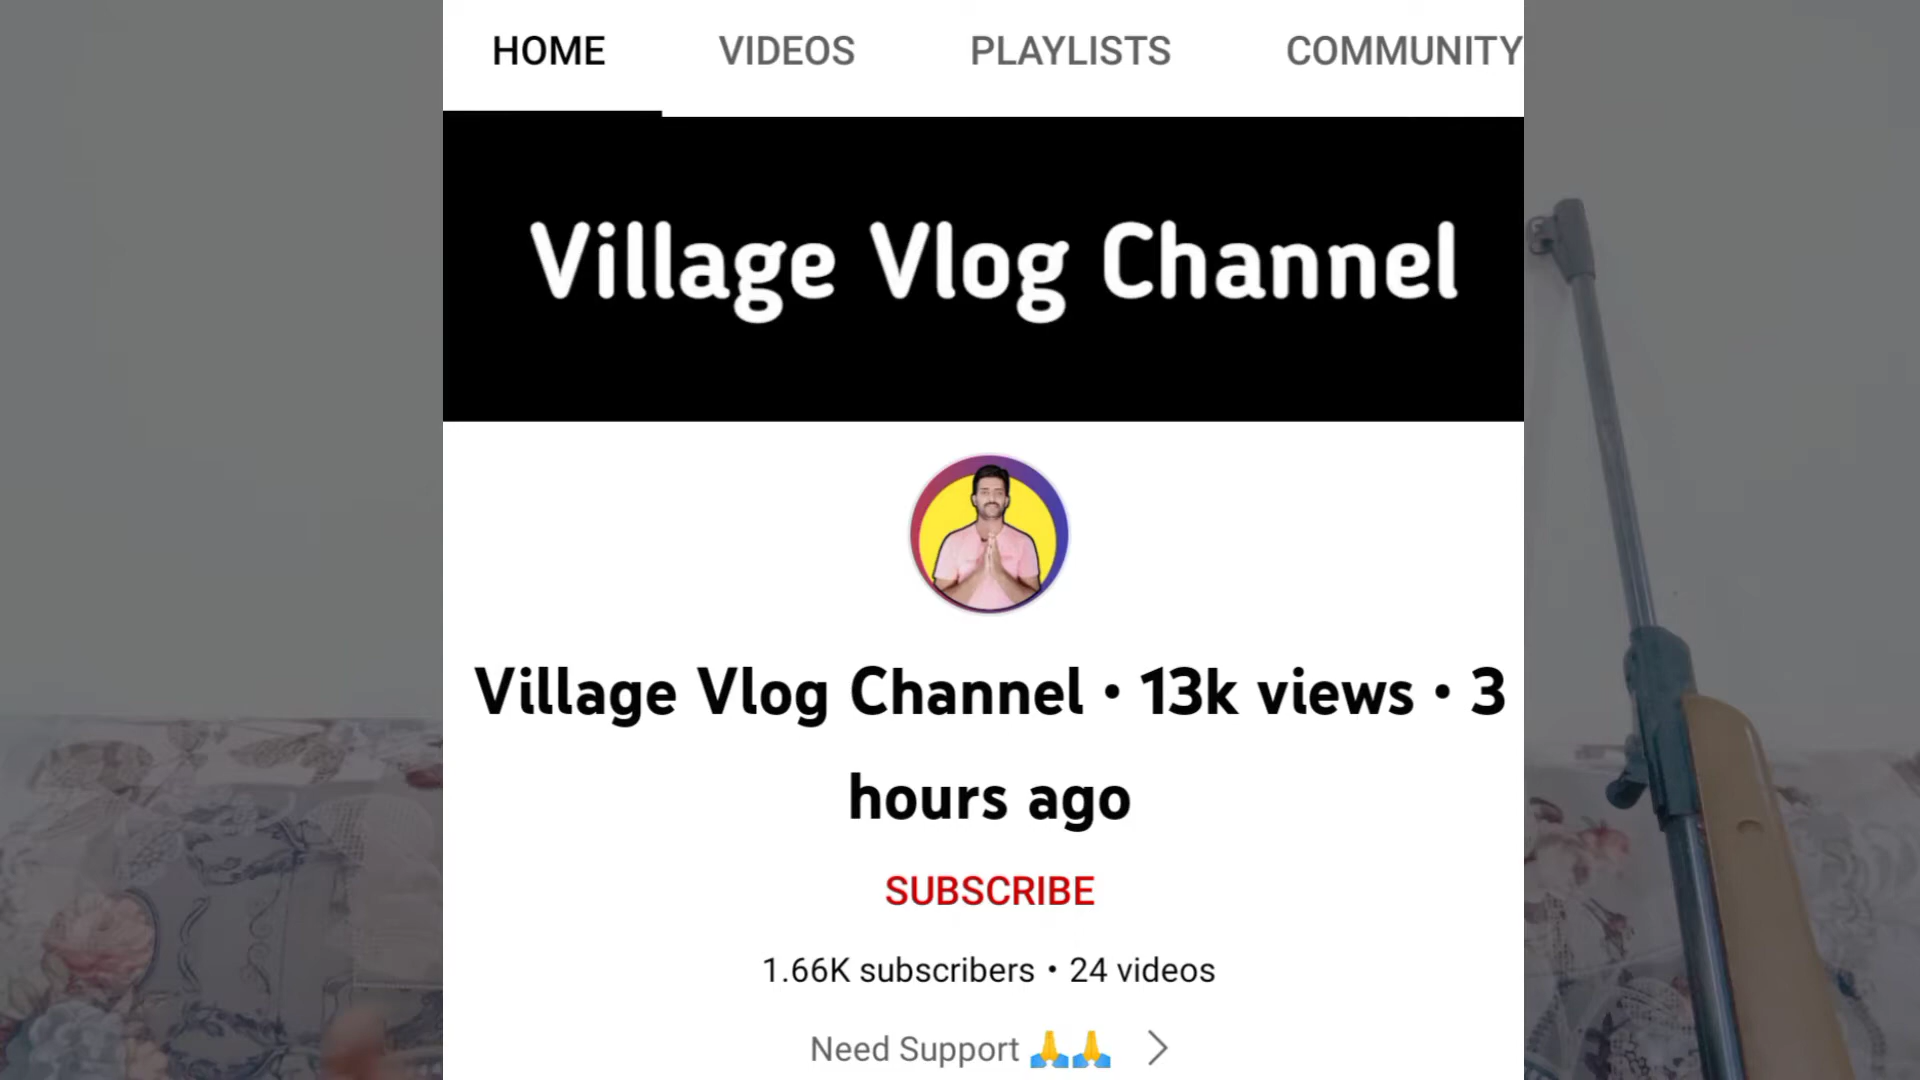 HOME VIDEOS PLAYLISTS COMMUNITY
Village Vlog Channel
Village Vlog Channel • 13k views • 3
hours ago
SUBSCRIBE
1.66K subscribers • 24 videos
Need Support 🙏🙏 >